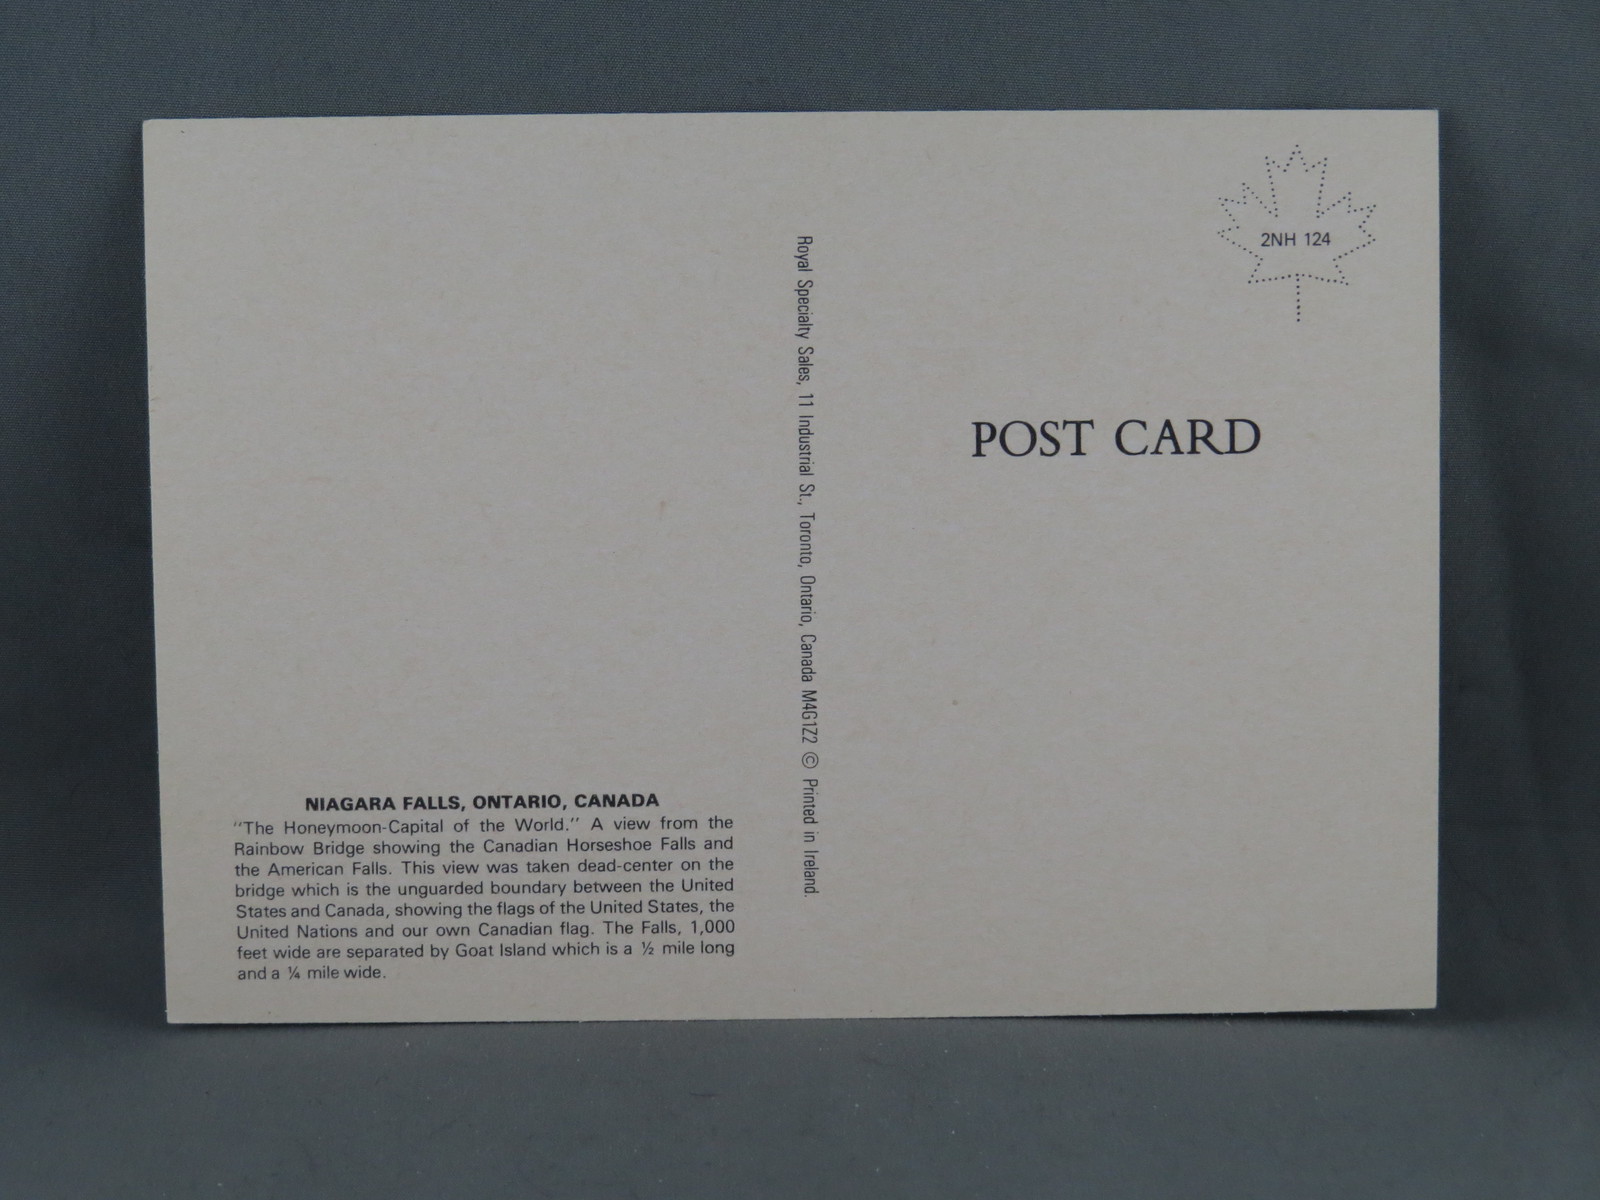 2NH 124
POST CARD
Royal Specialty Sales, 11 Industrial St., Toronto, Ontario, Canada M4G1Z2 © Printed in Ireland.
NIAGARA FALLS, ONTARIO, CANADA
"The Honeymoon-Capital of the World." A view from the
Rainbow Bridge showing the Canadian Horseshoe Falls and
the American Falls. This view was taken dead-center on the
bridge which is the unguarded boundary between the United
States and Canada, showing the flags of the United States, the
United Nations and our own Canadian flag. The Falls, 1,000
feet wide are separated by Goat Island which is a ½ mile long
and a ¼ mile wide.